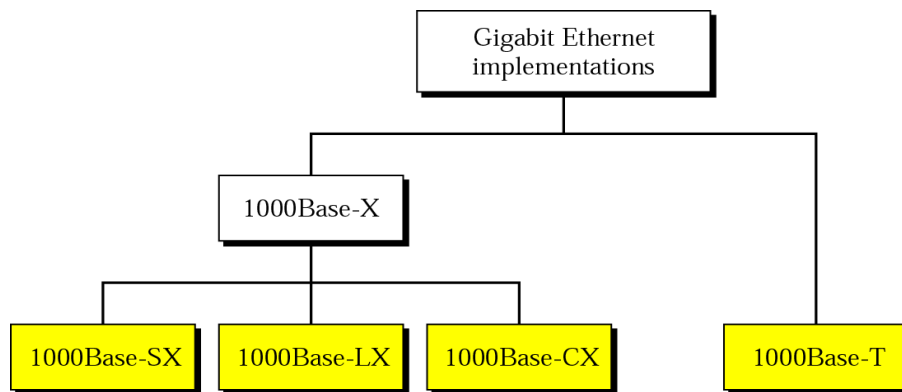 Gigabit Ethernet
implementations
1000Base-X
1000Base-SX
1000Base-LX
1000Base-CX
1000Base-T